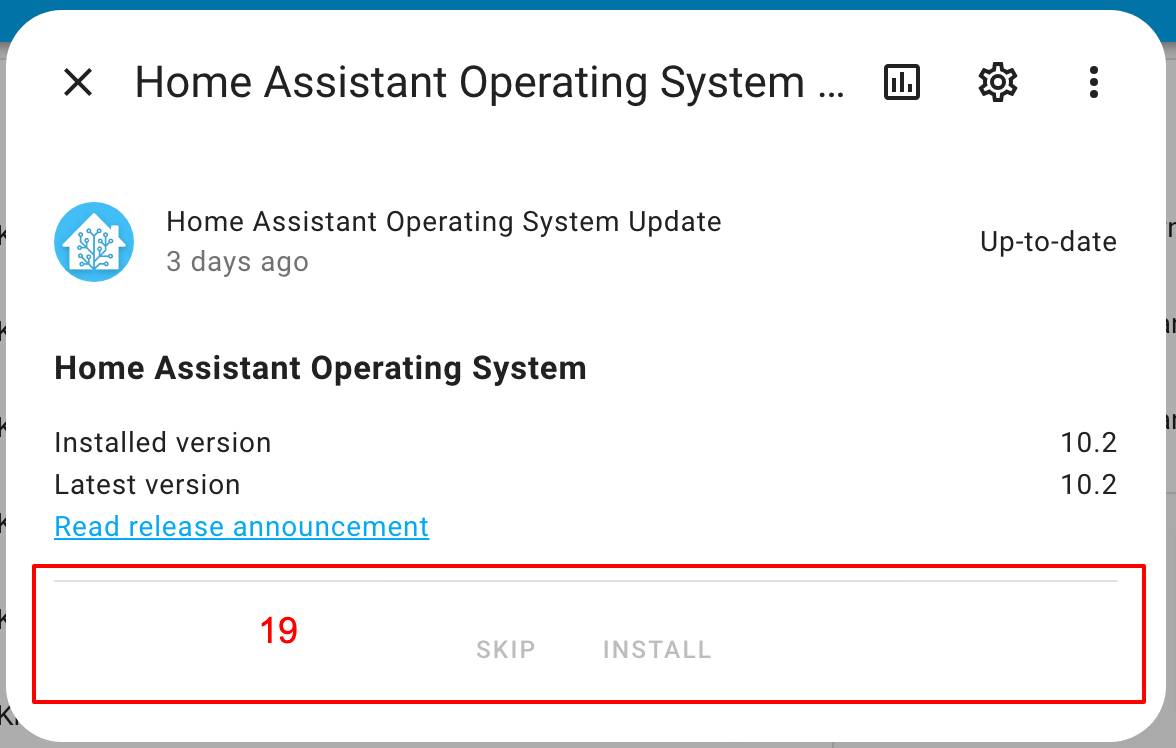 Home Assistant Operating System ...
Home Assistant Operating System Update
3 days ago
Up-to-date
Home Assistant Operating System
Installed version 10.2
Latest version 10.2
Read release announcement
19
SKIP INSTALL